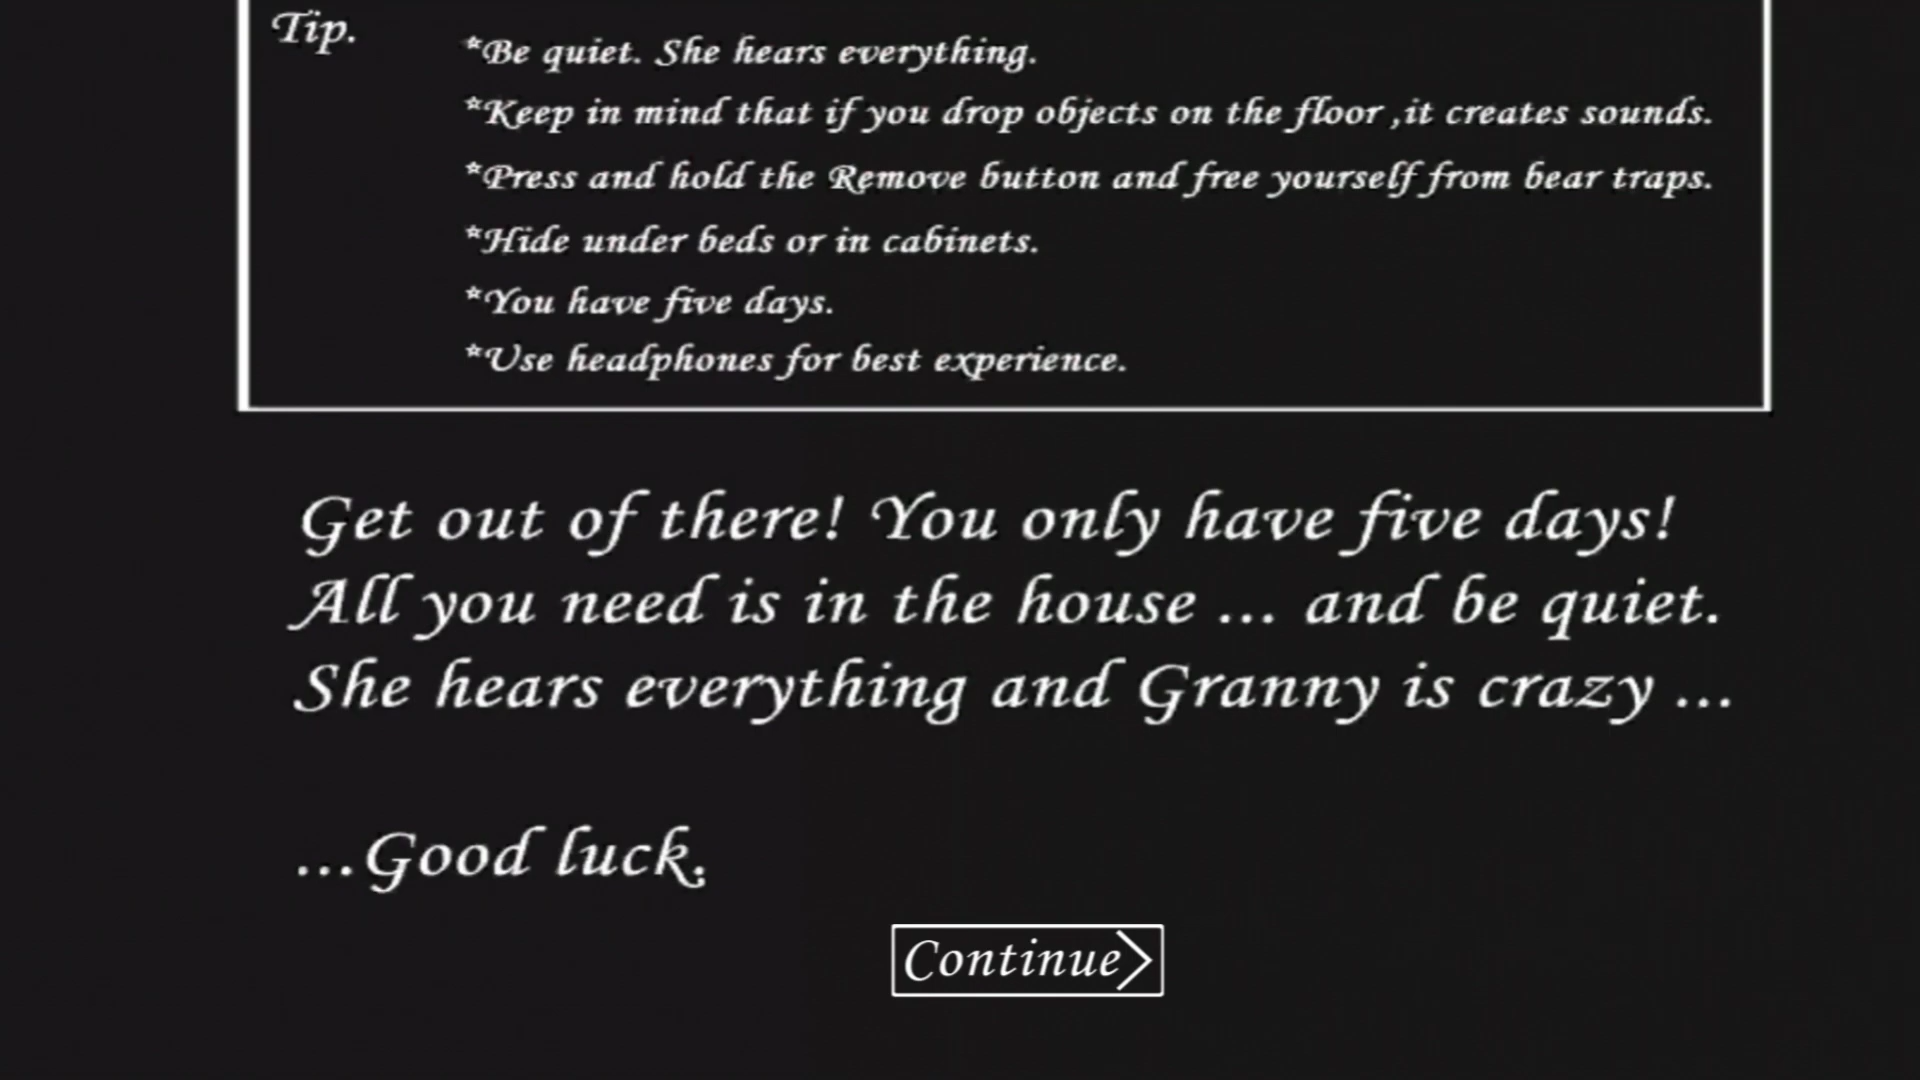 Tip.
*Be quiet. She hears everything.
*Keep in mind that if you drop objects on the floor ,it creates sounds.
*Press and hold the Remove button and free yourself from bear traps.
*Hide under beds or in cabinets.
*You have five days.
*Use headphones for best experience.
Get out of there! You only have five days!
All you need is in the house ... and be quiet.
She hears everything and Granny is crazy ...
...Good luck.
Continue>